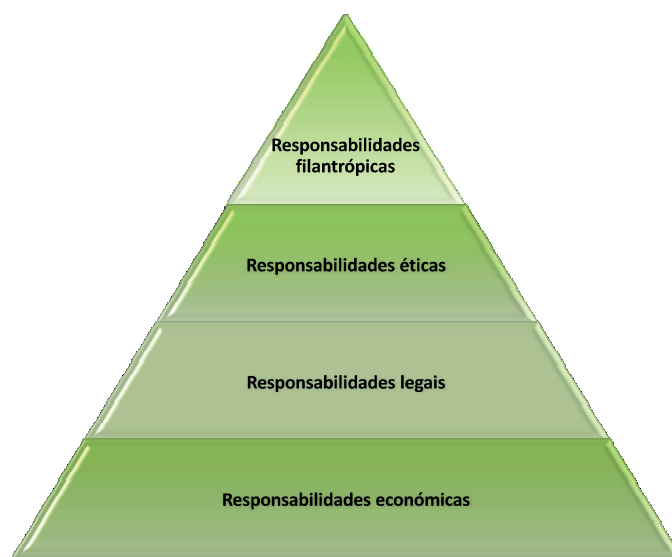 Responsabilidades
filantrópicas
Responsabilidades éticas
Responsabilidades legais
Responsabilidades económicas